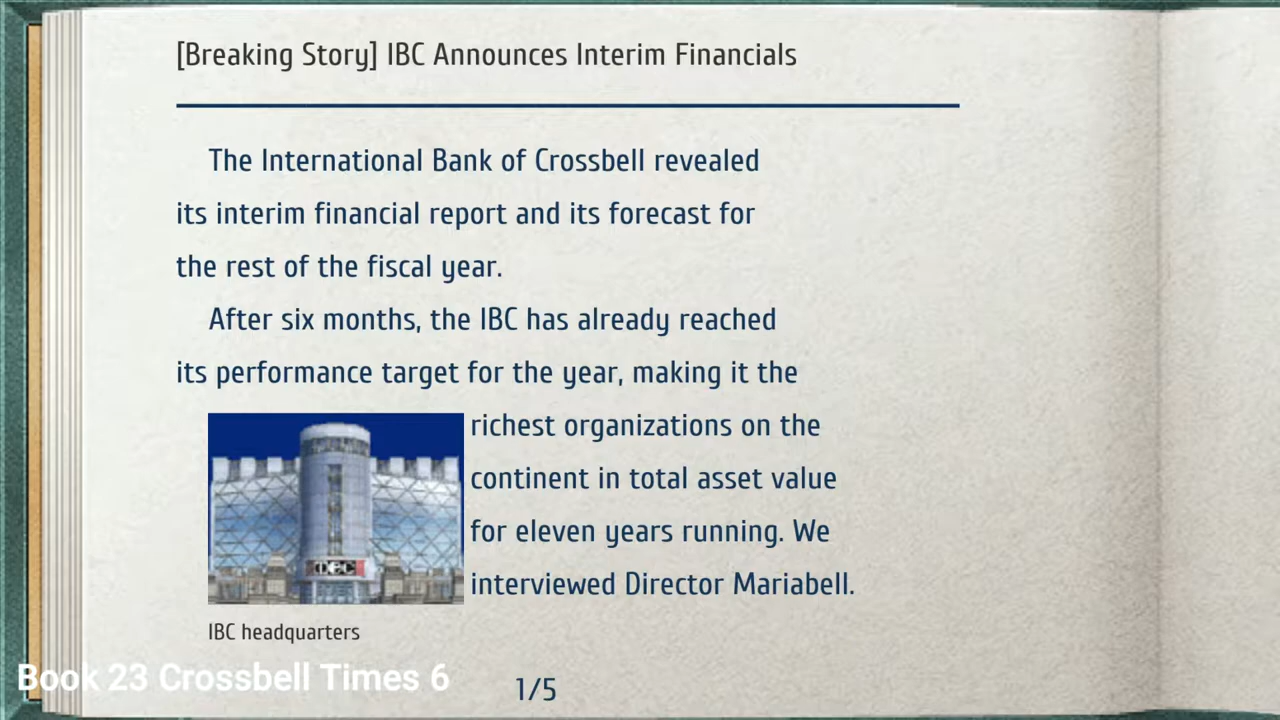 [Breaking Story] IBC Announces Interim Financials
The International Bank of Crossbell revealed
its interim financial report and its forecast for
the rest of the fiscal year.
After six months, the IBC has already reached
its performance target for the year, making it the
richest organizations on the
continent in total asset value
for eleven years running. We
interviewed Director Mariabell.
IBC
IBC headquarters
Book 23 Crossbell Times 6
1/5